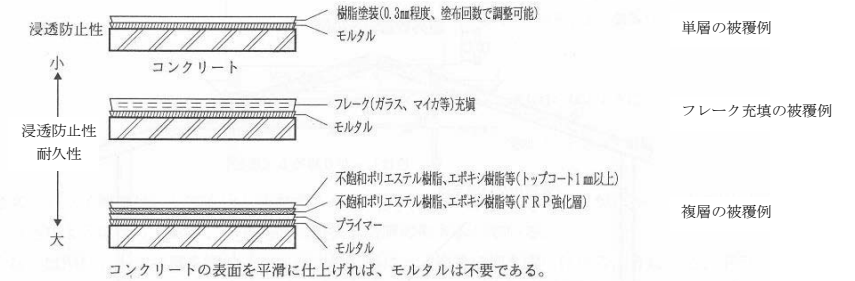 浸透防止性
小
浸透防止性
耐久性
大
樹脂塗装(0.3㎜程度、塗布回数で調整可能)
モルタル
コンクリート
単層の被覆例
フレーク(ガラス、マイカ等)充塡
モルタル
フレーク充填の被覆例
不飽和ポリエステル樹脂、エポキシ樹脂等(トップコート1㎜以上)
不飽和ポリエステル樹脂、エポキシ樹脂等(FRP強化層)
プライマー
モルタル
複層の被覆例
コンクリートの表面を平滑に仕上げれば、モルタルは不要である。